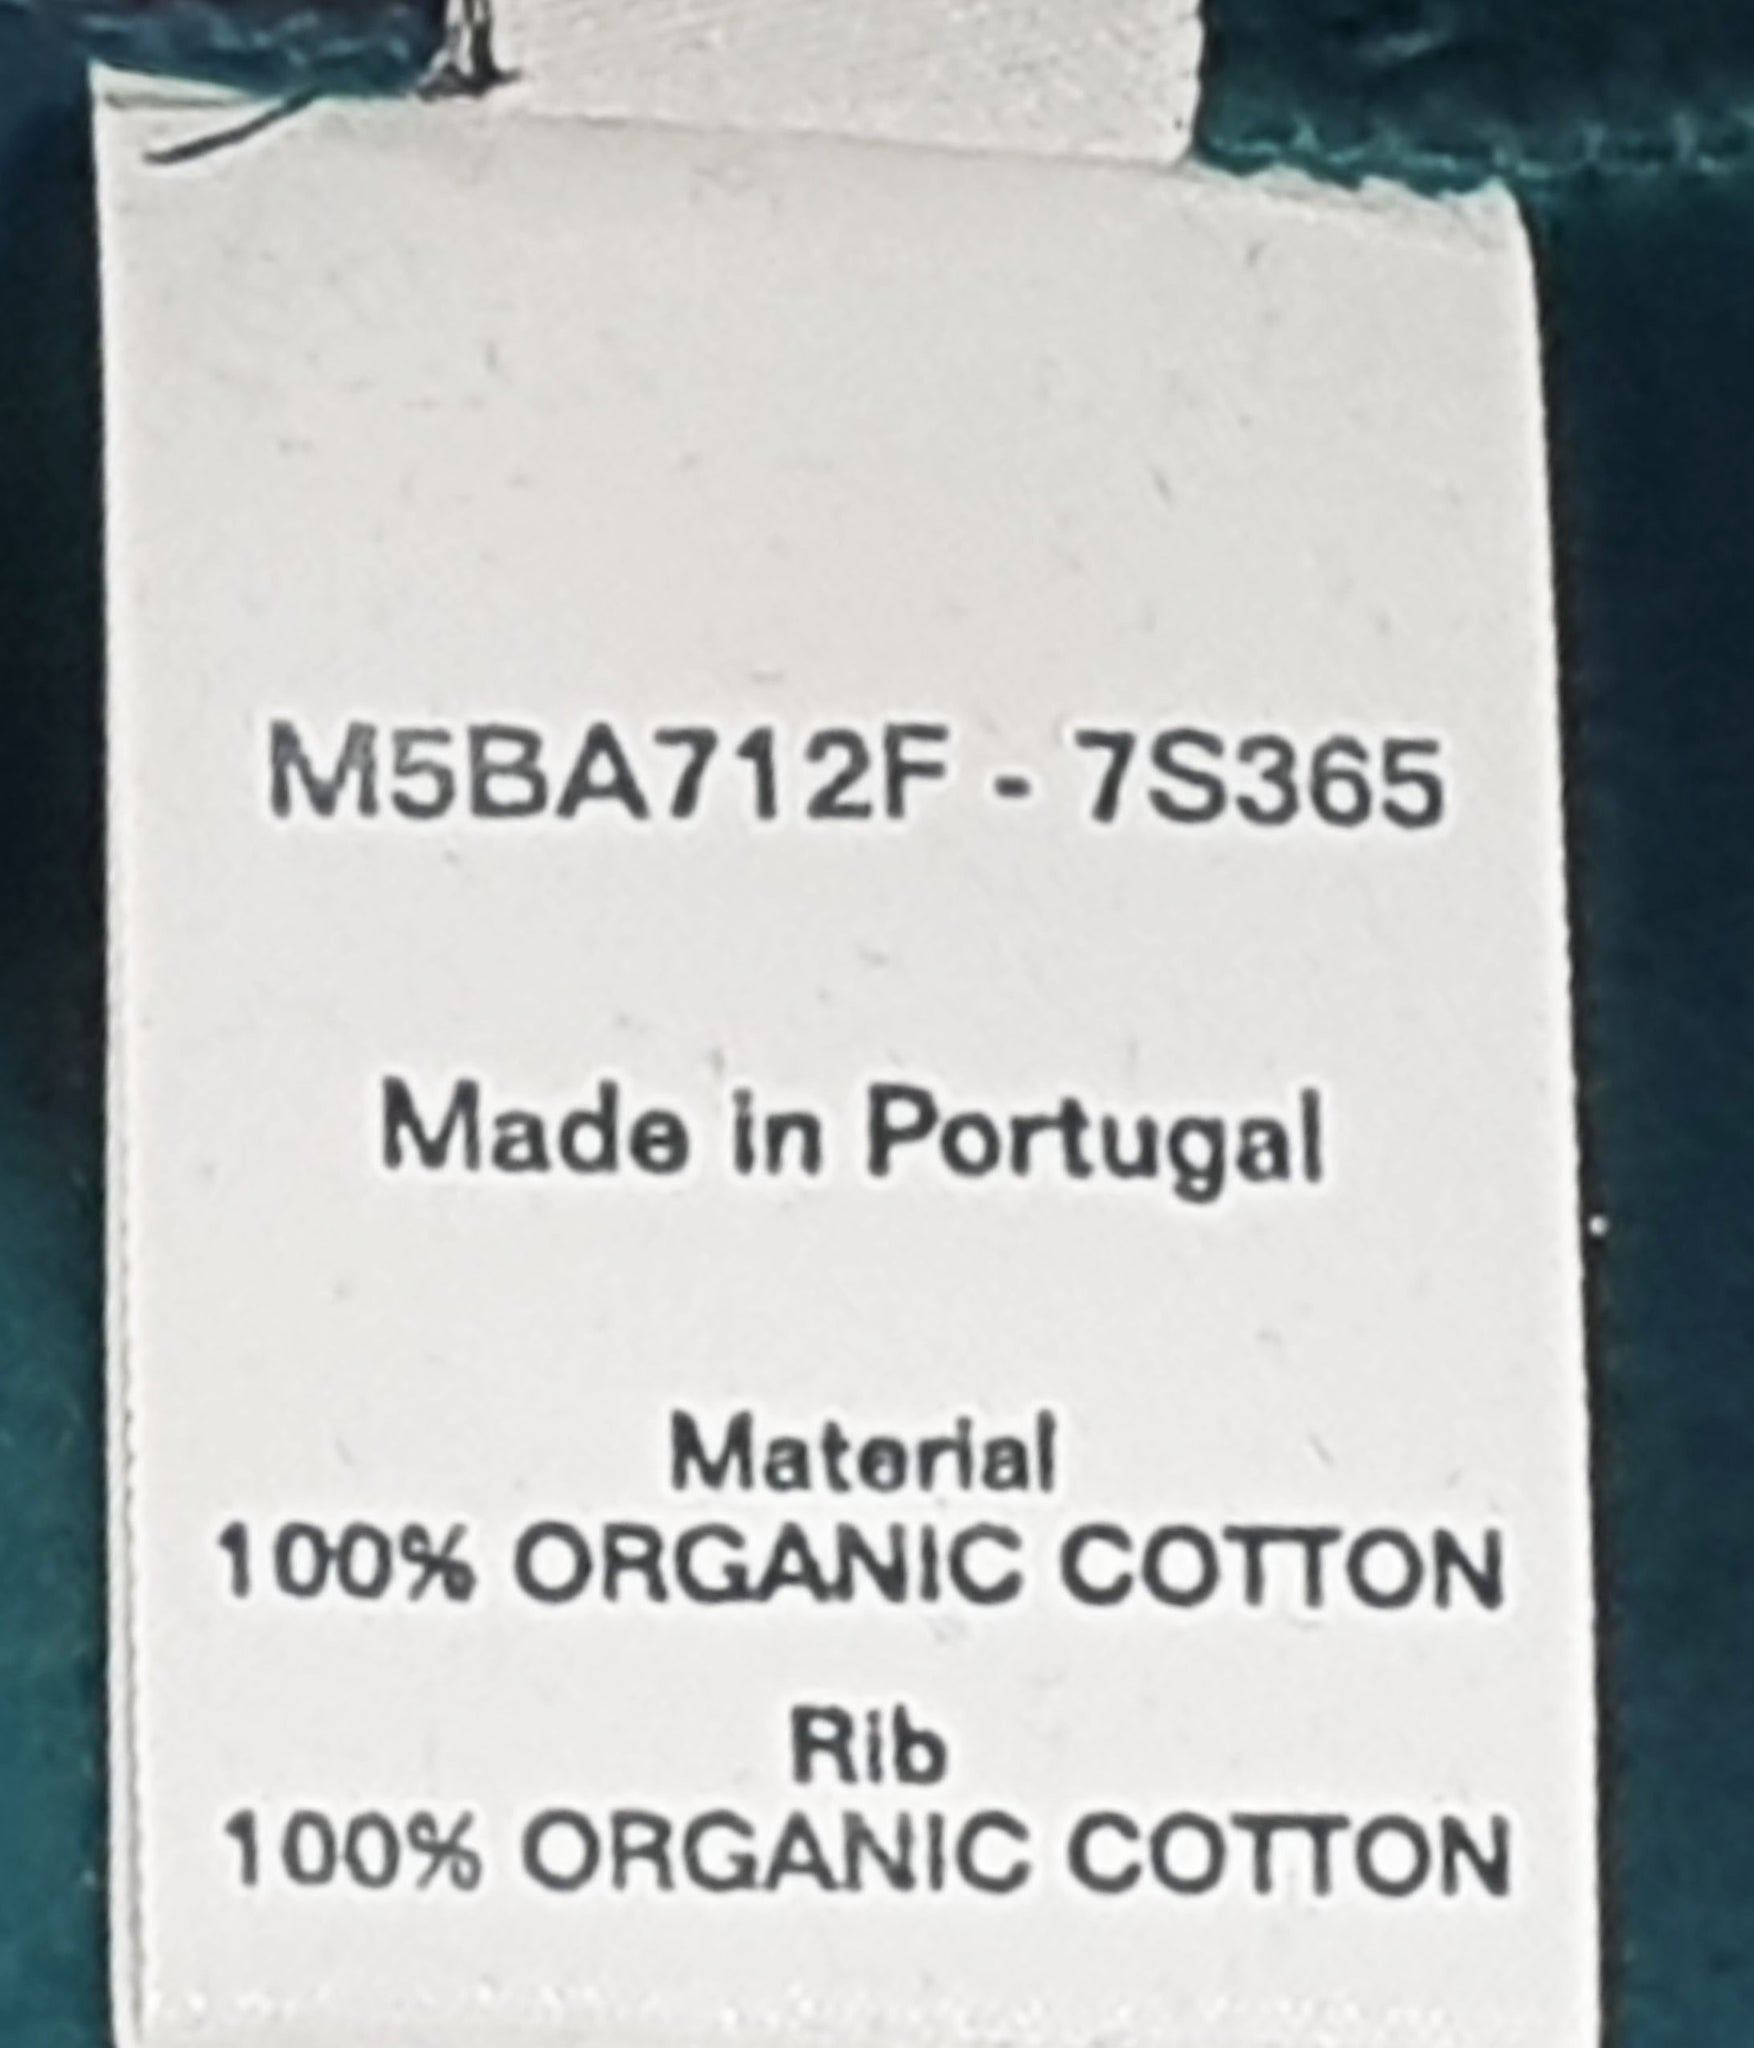 M5BA712F - 7S365
Made in Portugal
Material
100% ORGANIC COTTON
Rib
100% ORGANIC COTTON